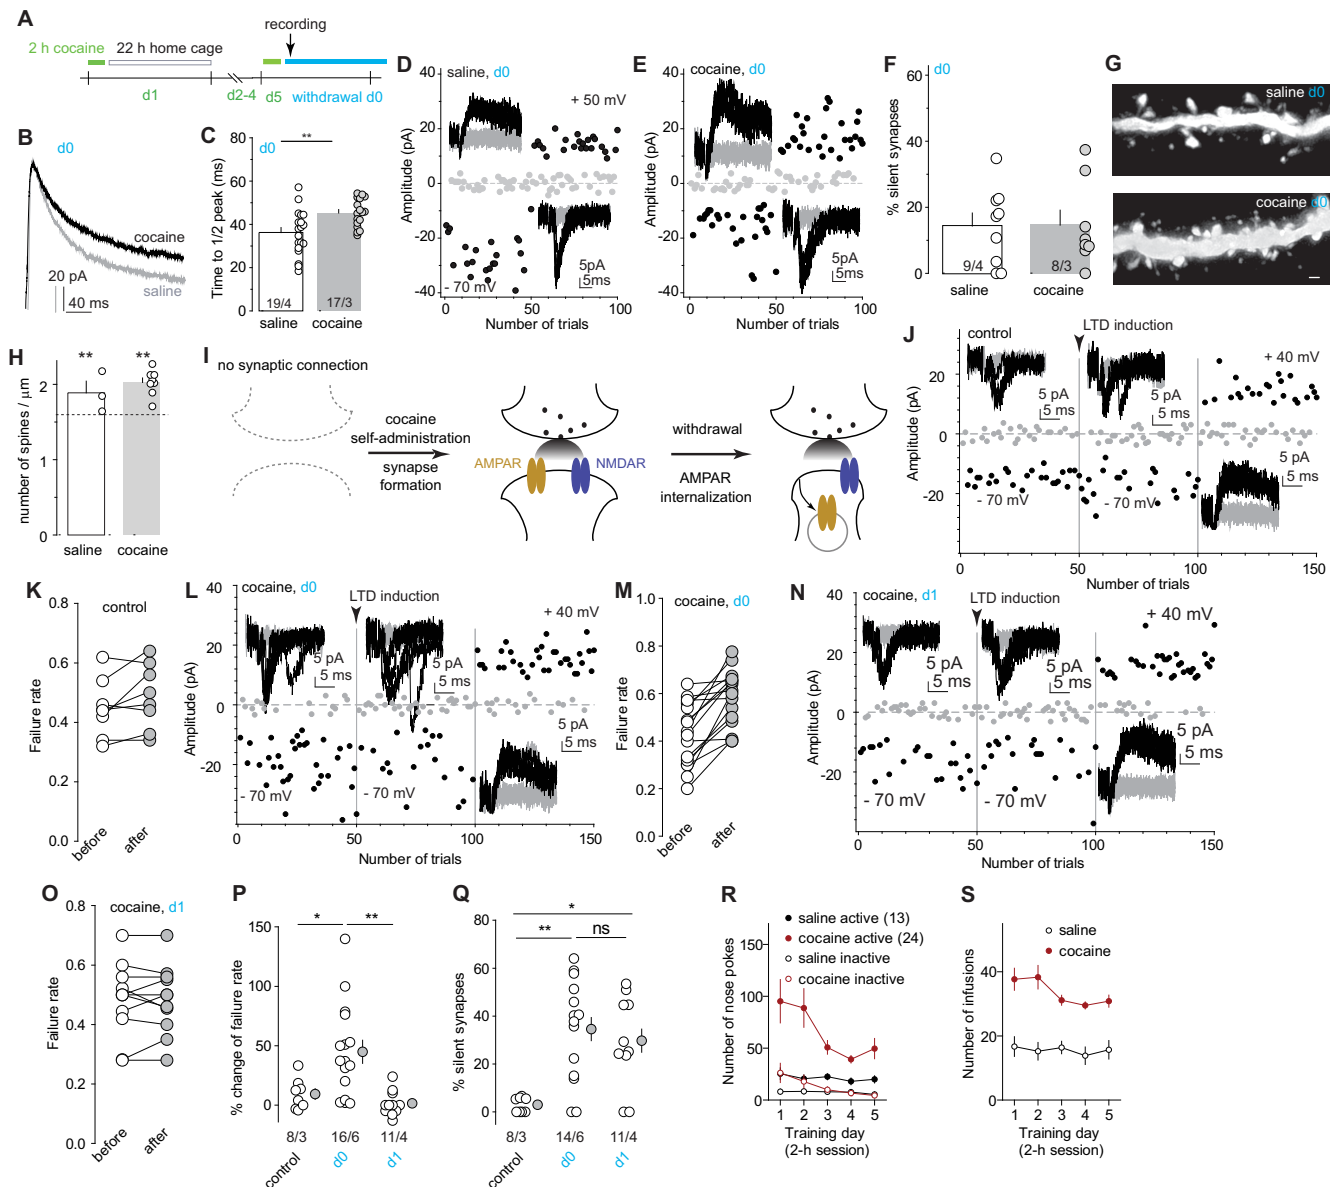 A
recording
2 h cocaine
22 h home cage
d1
d2-4
d5
withdrawal d0
B
d0
cocaine
saline
20 pA
40 ms
C
d0
**
Time to 1/2 peak (ms)
80
60
40
20
0
19/4
17/3
saline
cocaine
D
saline, d0
+ 50 mV
Amplitude (pA)
40
20
0
-20
-40
- 70 mV
5pA
5ms
0
50
100
Number of trials
E
cocaine, d0
Amplitude (pA)
40
20
0
-20
-40
5pA
5ms
0
50
100
Number of trials
F
d0
% silent synapses
60
40
20
0
9/4
8/3
saline
cocaine
G
saline d0
cocaine d0
H
**
**
number of spines / μm
2
1
0
saline
cocaine
I
no synaptic connection
cocaine
self-administration
synapse
formation
AMPAR
NMDAR
withdrawal
AMPAR
internalization
J
control
LTD induction
+ 40 mV
Amplitude (pA)
20
0
-20
5 pA
5 ms
5 pA
5 ms
5 pA
5 ms
- 70 mV
- 70 mV
0
50
100
150
Number of trials
K
control
Failure rate
0.8
0.6
0.4
0.2
0.0
before
after
L
cocaine, d0
LTD induction
+ 40 mV
Amplitude (pA)
40
20
0
-20
5 pA
5 ms
5 pA
5 ms
5 pA
5 ms
- 70 mV
- 70 mV
0
50
100
150
Number of trials
M
cocaine, d0
Failure rate
1.0
0.8
0.6
0.4
0.2
0.0
before
after
N
cocaine, d1
LTD induction
+ 40 mV
Amplitude (pA)
40
20
0
-20
5 pA
5 ms
5 pA
5 ms
5 pA
5 ms
- 70 mV
- 70 mV
0
50
100
150
Number of trials
O
cocaine, d1
Failure rate
0.8
0.6
0.4
0.2
0.0
before
after
P
*
**
% change of failure rate
150
100
50
0
8/3
16/6
11/4
control
d0
d1
Q
*
**
ns
% silent synapses
80
60
40
20
0
8/3
14/6
11/4
control
d0
d1
R
saline active (13)
cocaine active (24)
saline inactive
cocaine inactive
Number of nose pokes
150
100
50
0
1
2
3
4
5
Training day
(2-h session)
S
saline
cocaine
Number of infusions
40
20
0
1
2
3
4
5
Training day
(2-h session)